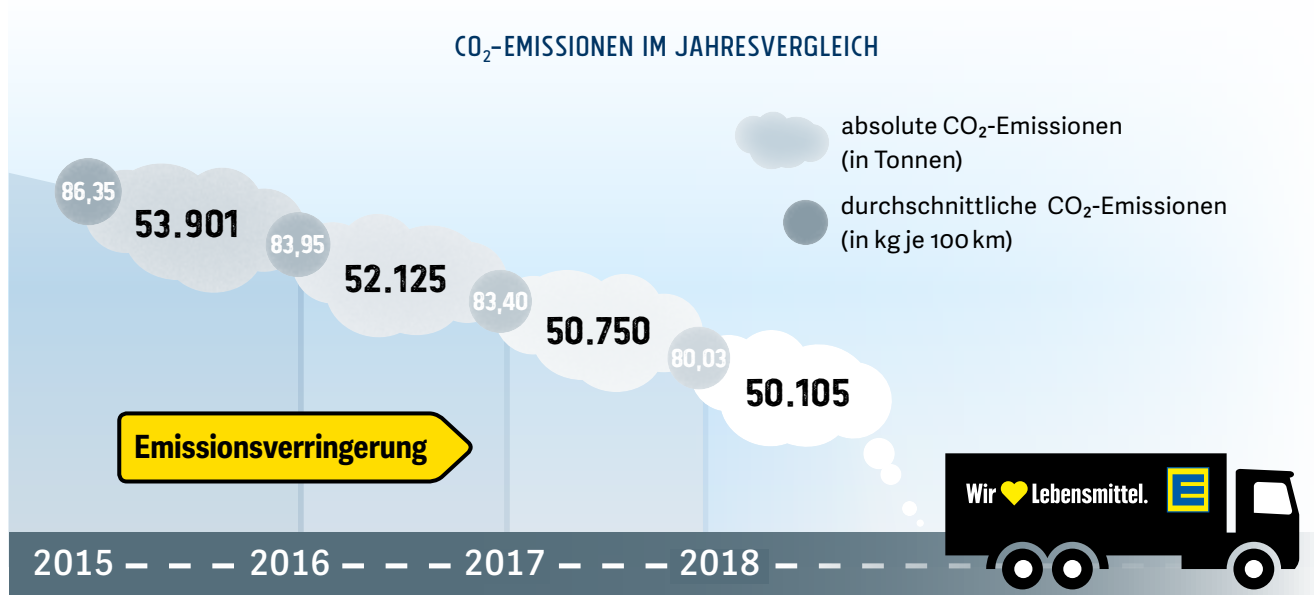 CO₂-EMISSIONEN IM JAHRESVERGLEICH
absolute CO₂-Emissionen
(in Tonnen)
durchschnittliche CO₂-Emissionen
(in kg je 100 km)
86,35
53.901
83,95
52.125
83,40
50.750
80,03
50.105
Emissionsverringerung
Wir Lebensmittel. E
2015 2016 2017 2018